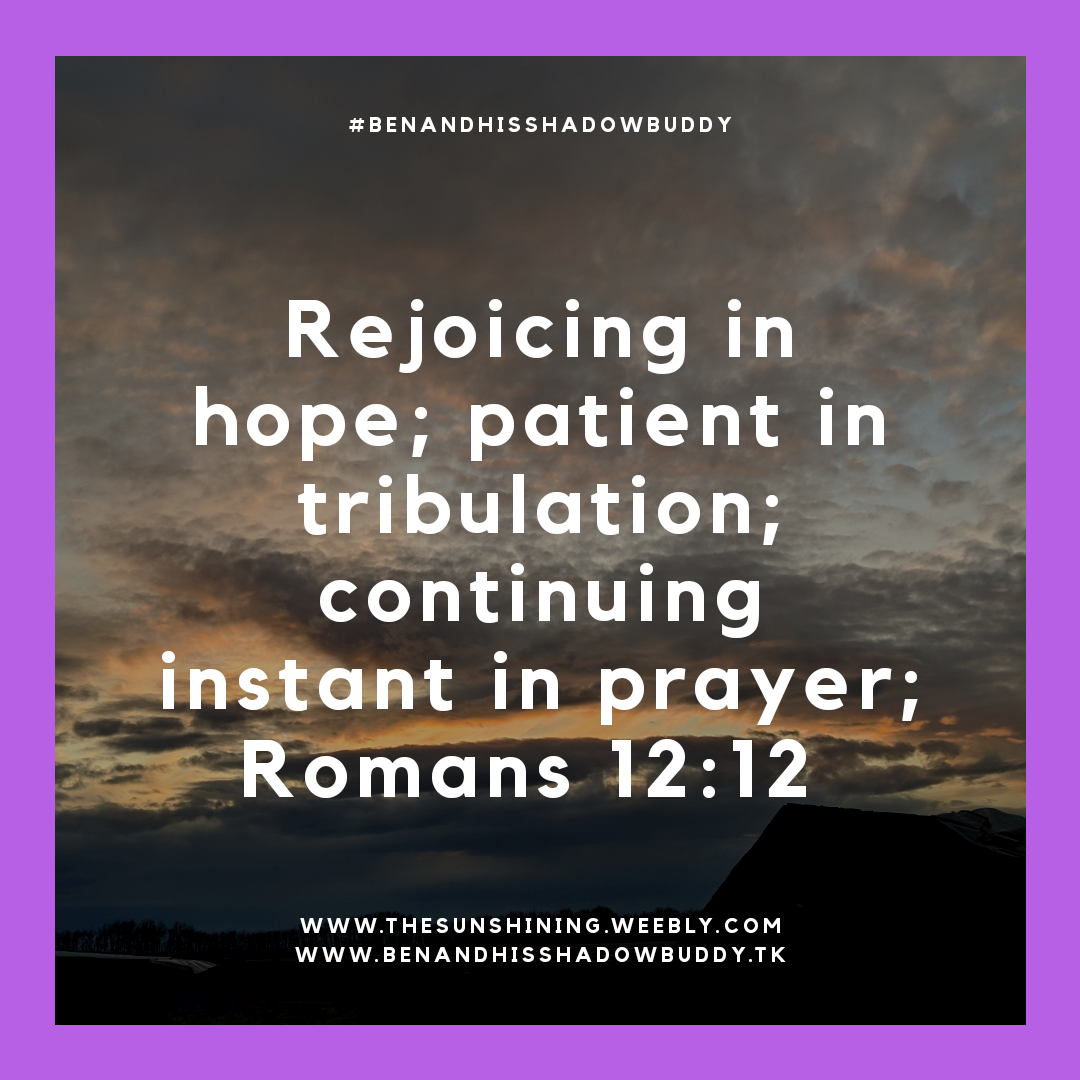 #BENANDHISSHADOWBUDDY
Rejoicing in
hope; patient in
tribulation;
continuing
instant in prayer;
Romans 12:12
WWW.THESUNSHINING.WEEBLY.COM
WWW.BENANDHISSHADOWBUDDY.TK